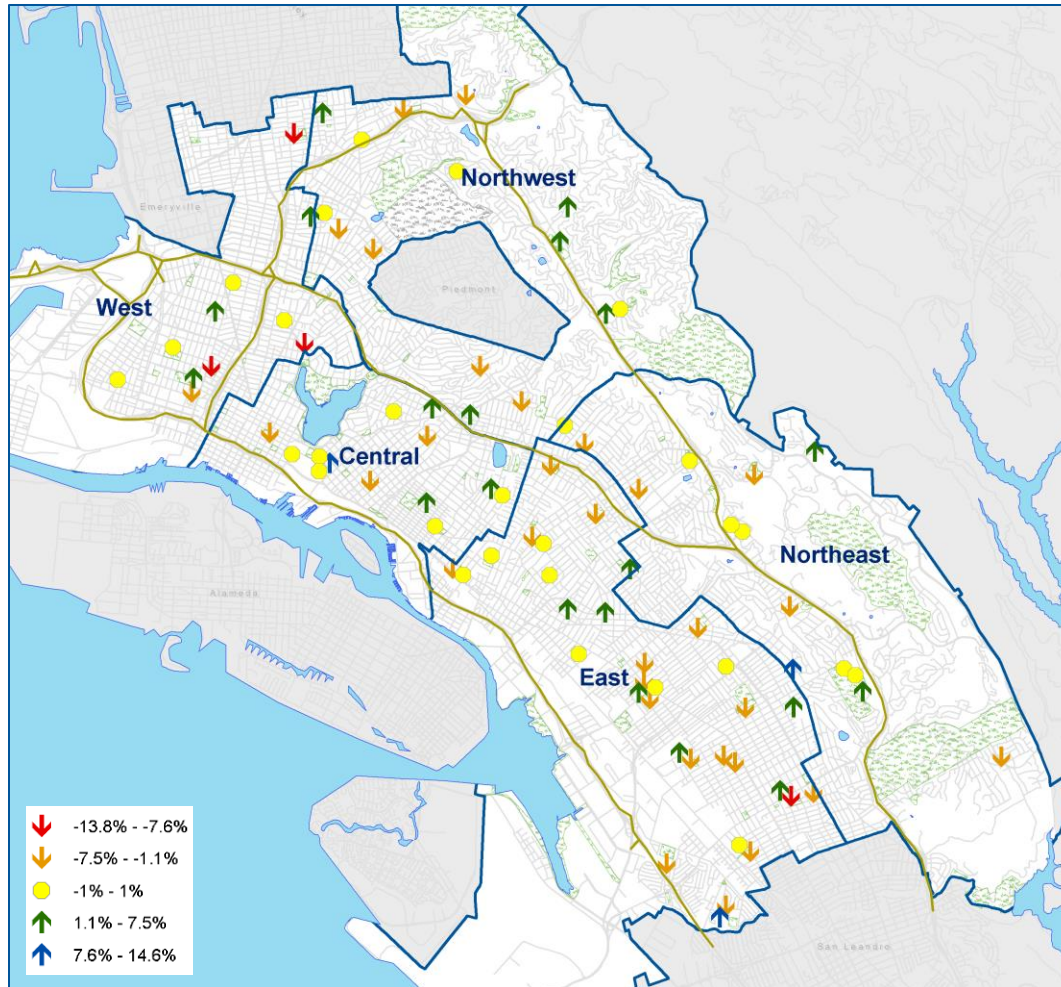 Northwest
Emeryville
Piedmont
West
Central
Northeast
Alameda
East
San Leandro
-13.8% - -7.6%
-7.5% - -1.1%
-1% - 1%
1.1% - 7.5%
7.6% - 14.6%